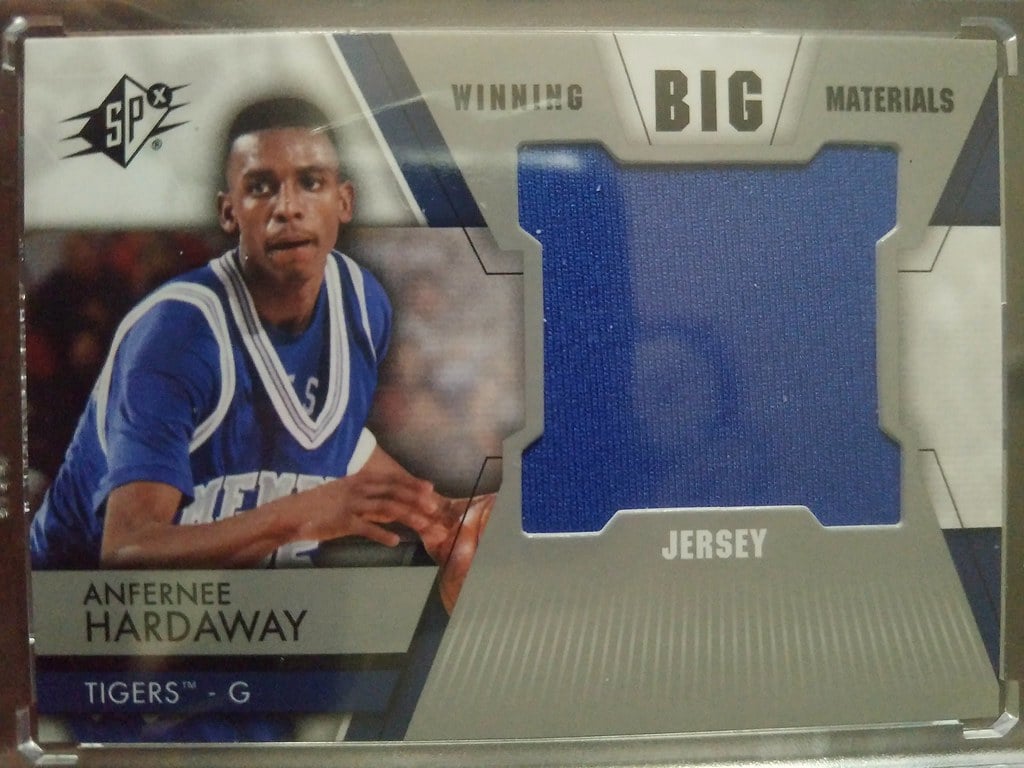 SPx®
WINNING BIG MATERIALS
JERSEY
ANFERNEE
HARDAWAY
TIGERS™ - G